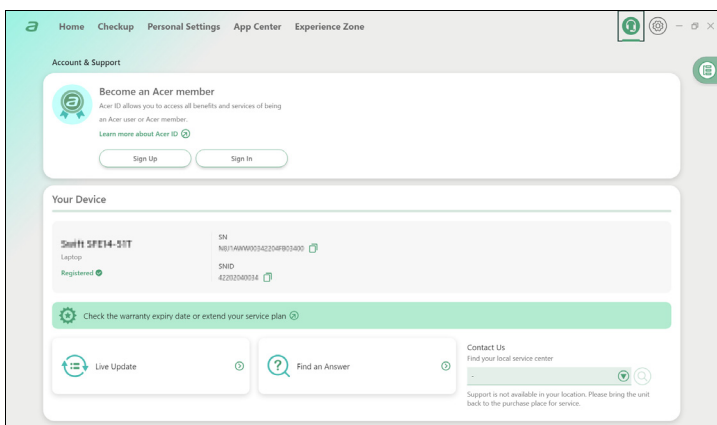 Home Checkup Personal Settings App Center Experience Zone
Account & Support
Become an Acer member
Acer ID allows you to access all benefits and services of being
an Acer user or Acer member.
Learn more about Acer ID
Sign Up Sign In
Your Device
Laptop
Registered
SN
SNID
Check the warranty expiry date or extend your service plan
Live Update
Find an Answer
Contact Us
Find your local service center
-
Support is not available in your location. Please bring the unit
back to the purchase place for service.